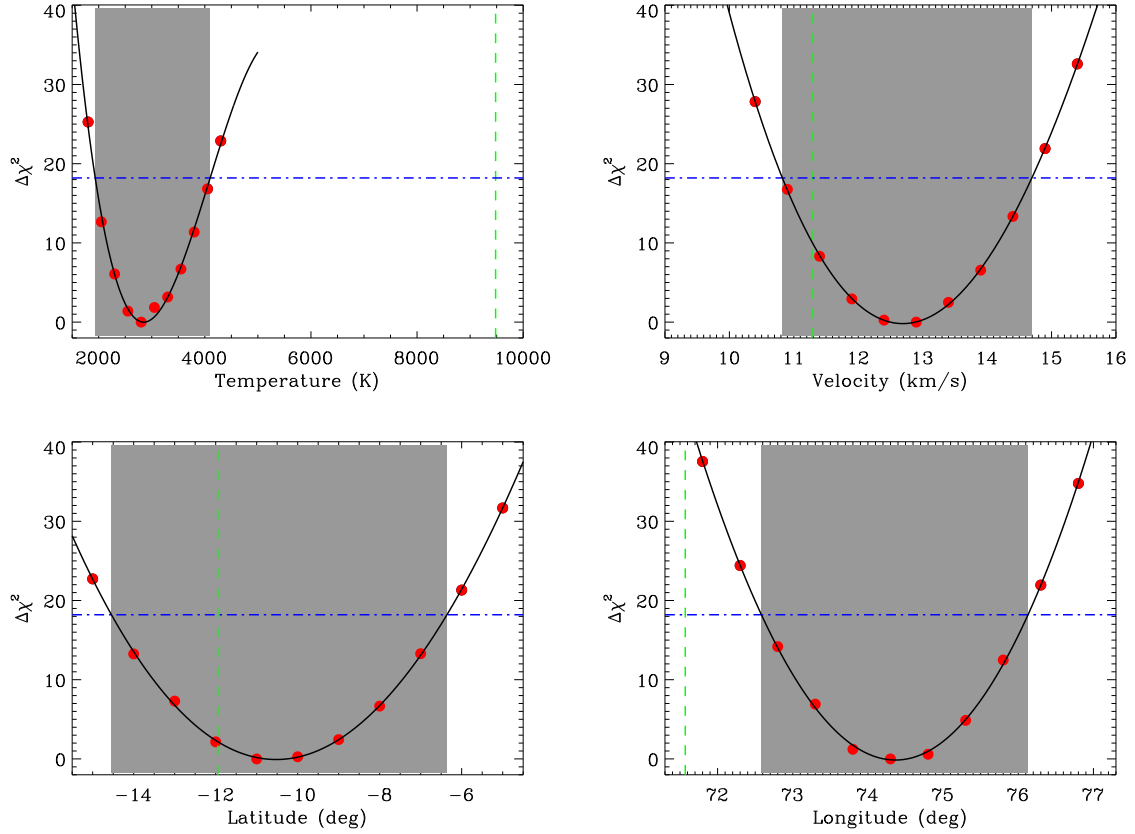 40
30
20
10
0
Δχ²
2000 4000 6000 8000 10000
Temperature (K)
40
30
20
10
0
Δχ²
9 10 11 12 13 14 15 16
Velocity (km/s)
40
30
20
10
0
Δχ²
−14 −12 −10 −8 −6
Latitude (deg)
40
30
20
10
0
Δχ²
72 73 74 75 76 77
Longitude (deg)